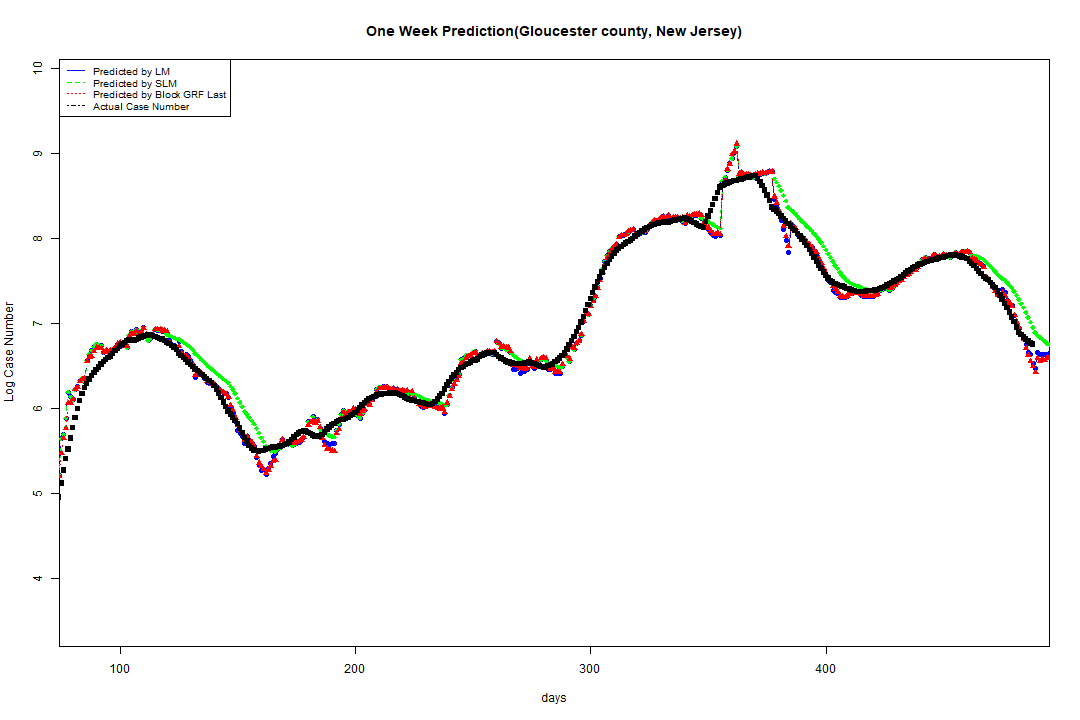 One Week Prediction(Gloucester county, New Jersey)
Predicted by LM
Predicted by SLM
Predicted by Block GRF Last
Actual Case Number
10
9
8
7
6
5
4
Log Case Number
100 200 300 400
days